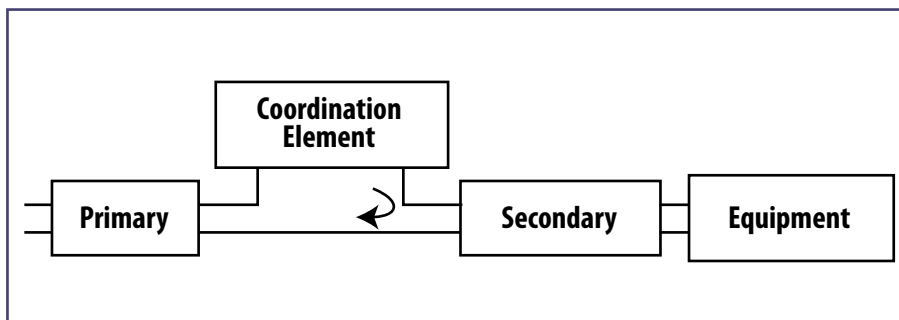 Coordination
Element
Primary
Secondary
Equipment